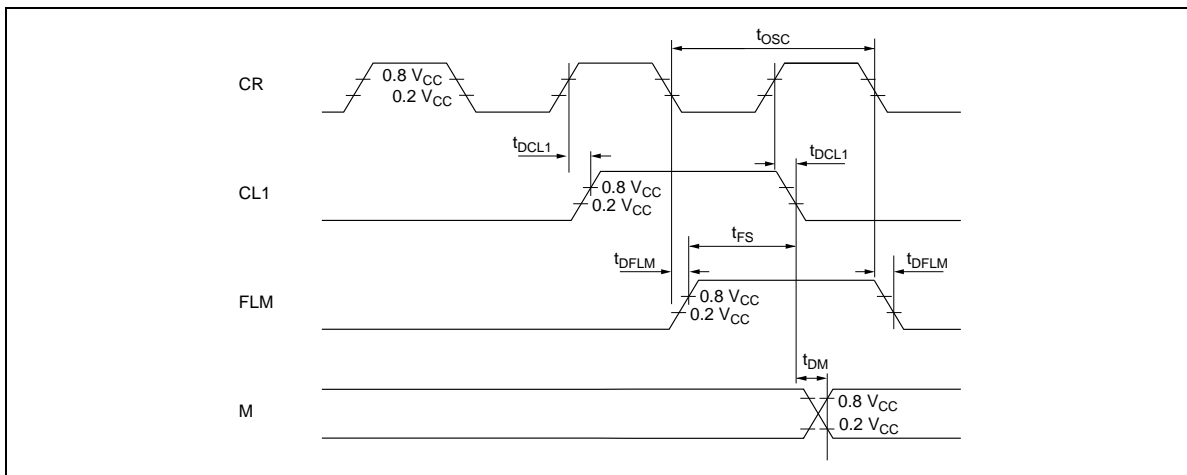 tOSC
CR
0.8 VCC
0.2 VCC
tDCL1
tDCL1
CL1
0.8 VCC
0.2 VCC
tFS
tDFLM
tDFLM
FLM
0.8 VCC
0.2 VCC
tDM
M
0.8 VCC
0.2 VCC